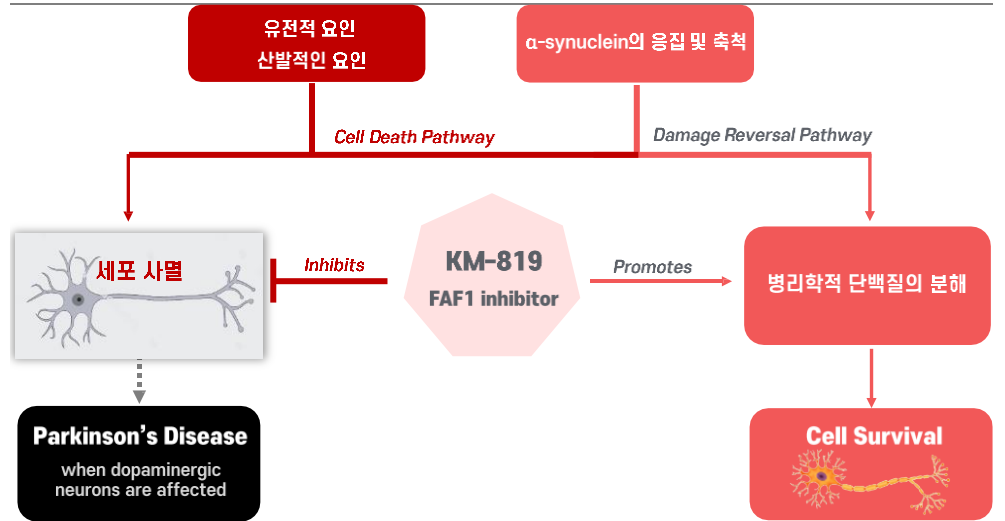 유전적 요인
산발적인 요인
α-synuclein의 응집 및 축척
Cell Death Pathway
Damage Reversal Pathway
세포 사멸
Inhibits
KM-819
FAF1 inhibitor
Promotes
병리학적 단백질의 분해
Parkinson's Disease
when dopaminergic
neurons are affected
Cell Survival